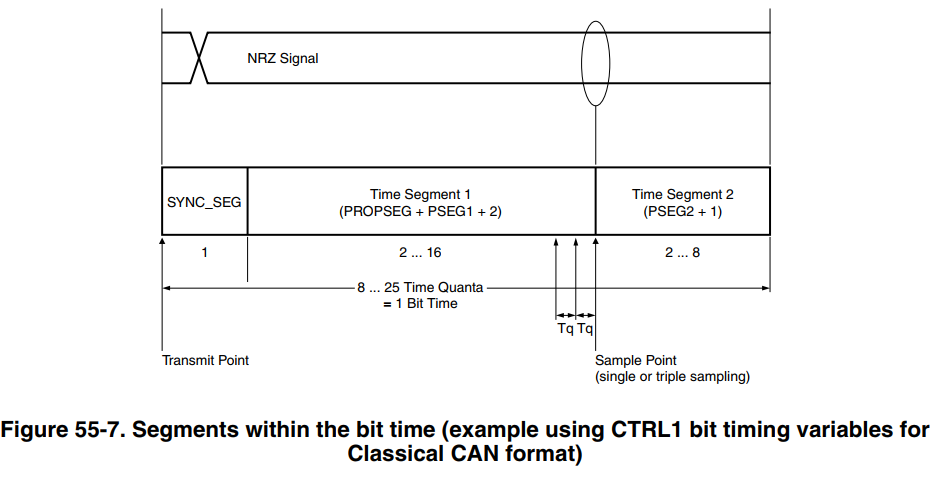 NRZ Signal
SYNC_SEG
Time Segment 1
(PROPSEG + PSEG1 + 2)
Time Segment 2
(PSEG2 + 1)
1
2 ... 16
2 ... 8
8 ... 25 Time Quanta
= 1 Bit Time
Tq Tq
Transmit Point
Sample Point
(single or triple sampling)
Figure 55-7. Segments within the bit time (example using CTRL1 bit timing variables for
Classical CAN format)